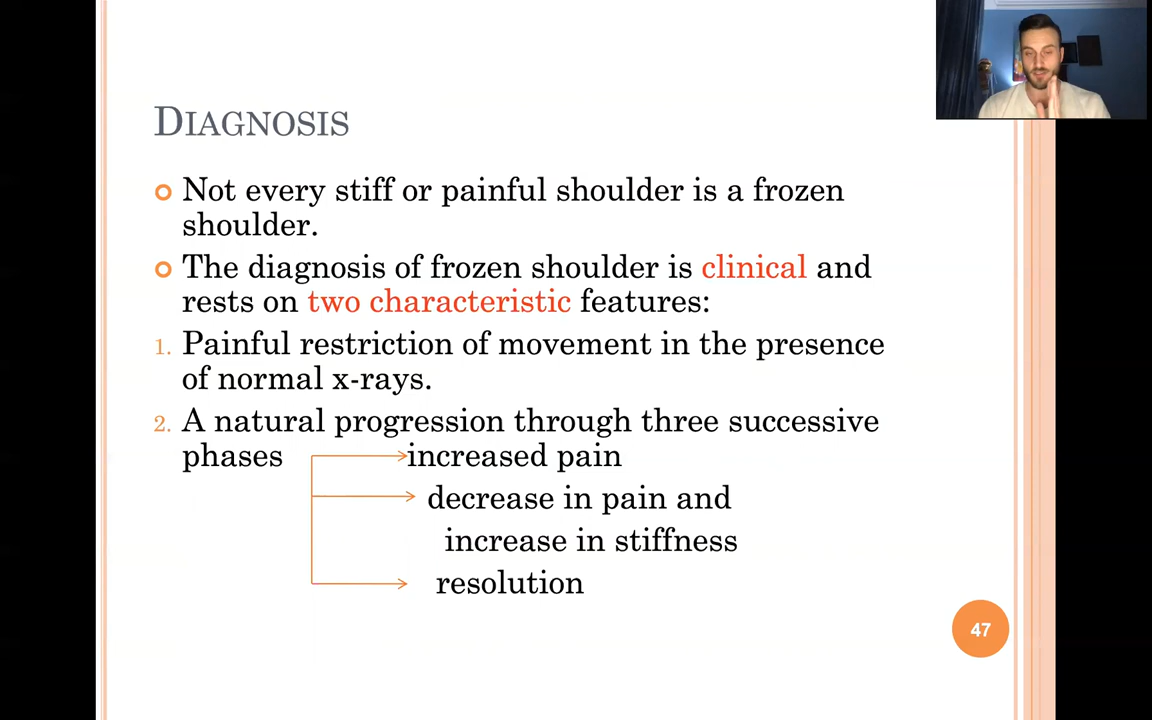 DIAGNOSIS
Not every stiff or painful shoulder is a frozen
shoulder.
The diagnosis of frozen shoulder is clinical and
rests on two characteristic features:
1. Painful restriction of movement in the presence
of normal x-rays.
2. A natural progression through three successive
phases increased pain
decrease in pain and
increase in stiffness
resolution
47